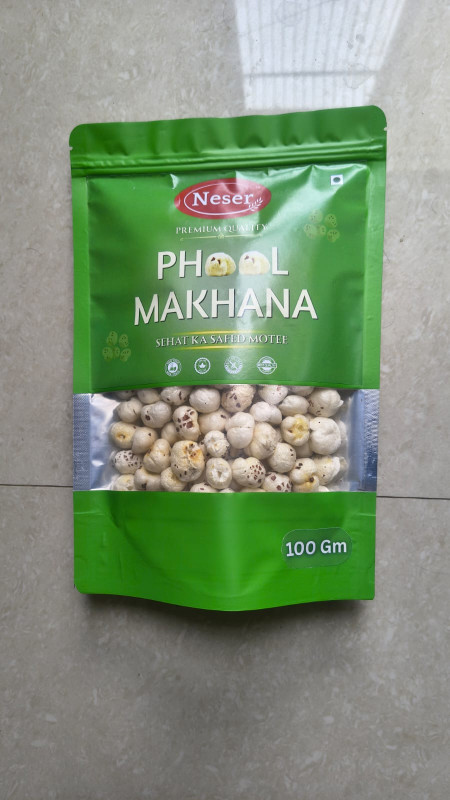 Neser
PREMIUM QUALITY
PHOOL
MAKHANA
SEHAT KA SAFED MOTEE
100 Gm